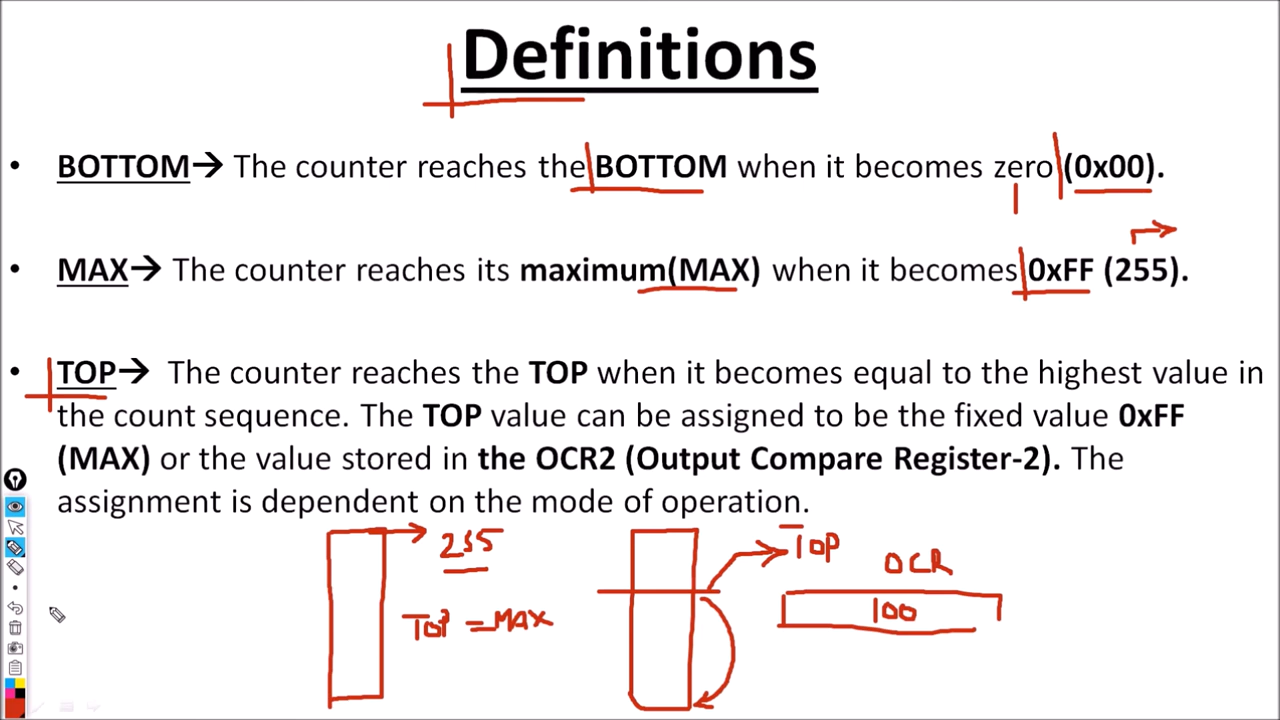 Definitions
• BOTTOM→ The counter reaches the BOTTOM when it becomes zero (0x00).
• MAX→ The counter reaches its maximum(MAX) when it becomes 0xFF (255).
• TOP→ The counter reaches the TOP when it becomes equal to the highest value in
the count sequence. The TOP value can be assigned to be the fixed value 0xFF
(MAX) or the value stored in the OCR2 (Output Compare Register-2). The
assignment is dependent on the mode of operation.
255
TOP = MAX
TOP
OCR
100